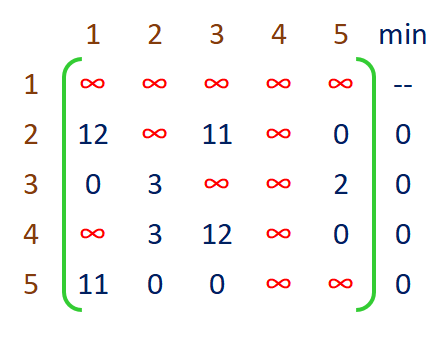 1 2 3 4 5 min
1 ∞ ∞ ∞ ∞ ∞ --
2 12 ∞ 11 ∞ 0 0
3 0 3 ∞ ∞ 2 0
4 ∞ 3 12 ∞ 0 0
5 11 0 0 ∞ ∞ 0